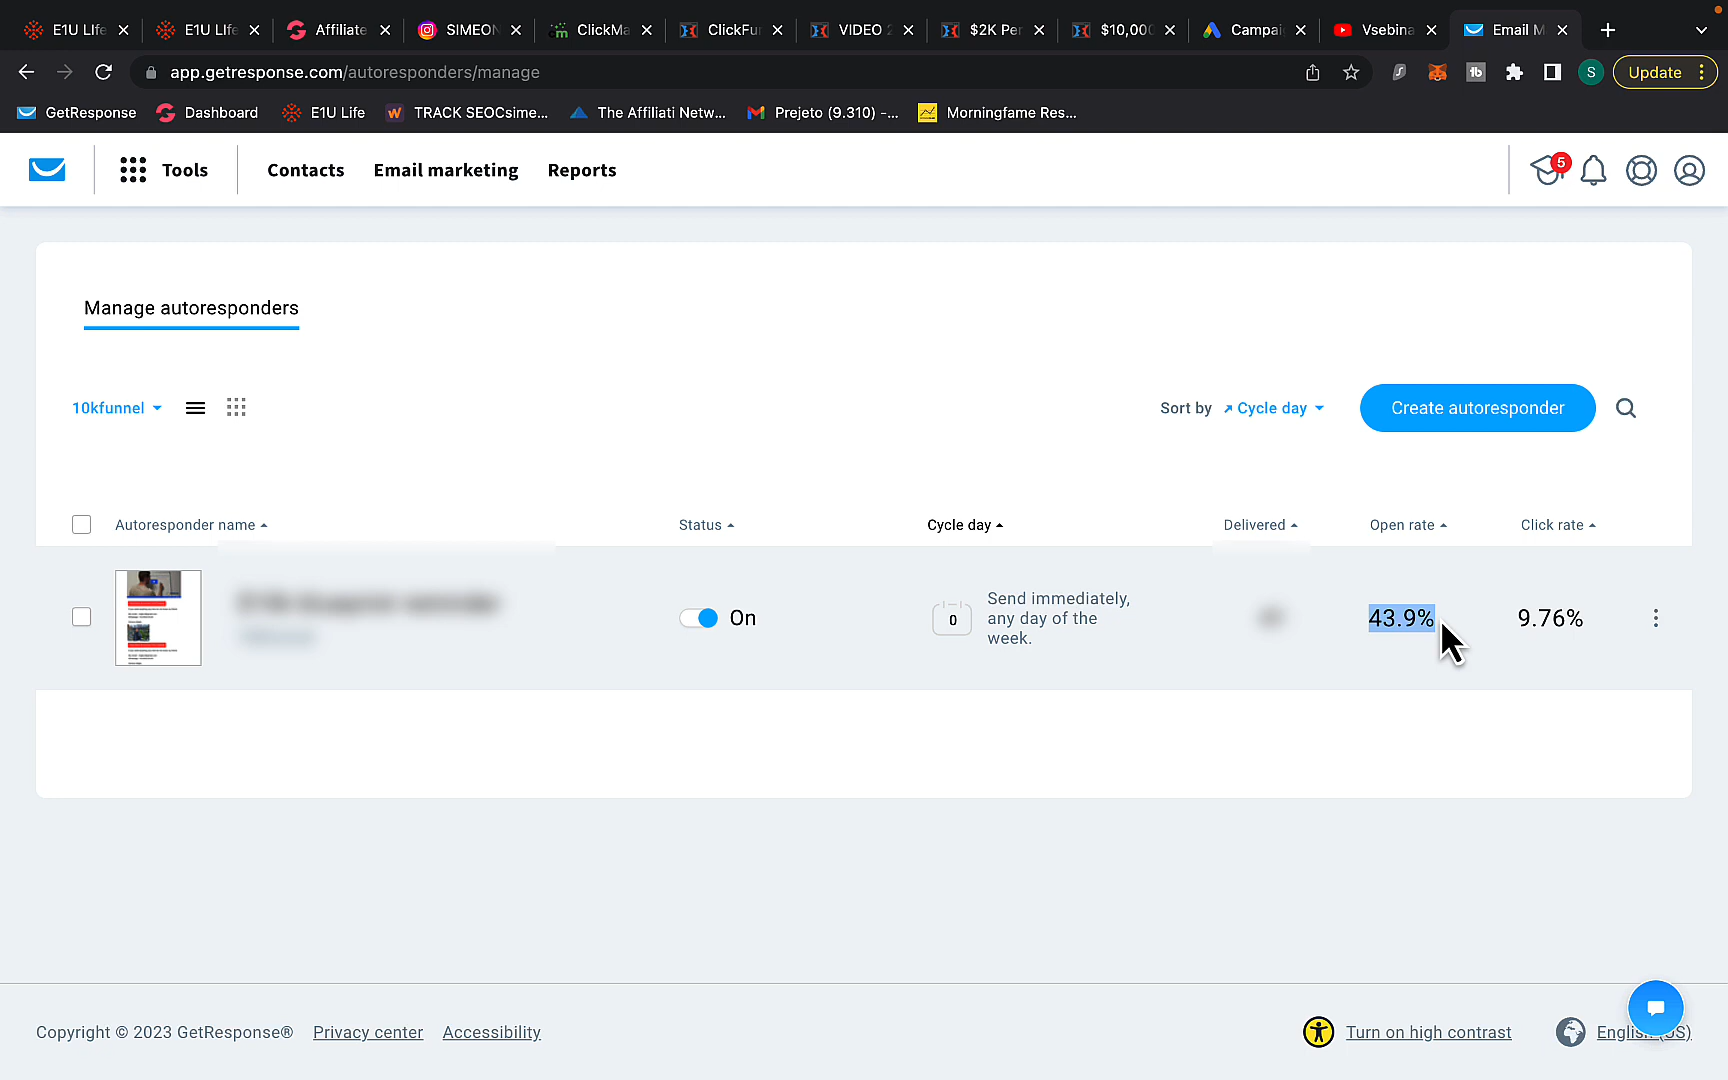 E1U LIfe
E1U LIfe
Affiliate
SIMEON
ClickMa
ClickFu
VIDEO 2
$2K Per
$10,000
Campai
Vsebina
Email M
app.getresponse.com/autoresponders/manage
S
Update
GetResponse
Dashboard
E1U Life
TRACK SEOCsime...
The Affiliati Netw...
Prejeto (9.310) –...
Morningfame Res...
Tools
Contacts
Email marketing
Reports
5
Manage autoresponders
10kfunnel
Sort by
Cycle day
Create autoresponder
Autoresponder name
Status
Cycle day
Delivered
Open rate
Click rate
On
0
Send immediately,
any day of the
week.
43.9%
9.76%
Copyright © 2023 GetResponse®
Privacy center
Accessibility
Turn on high contrast